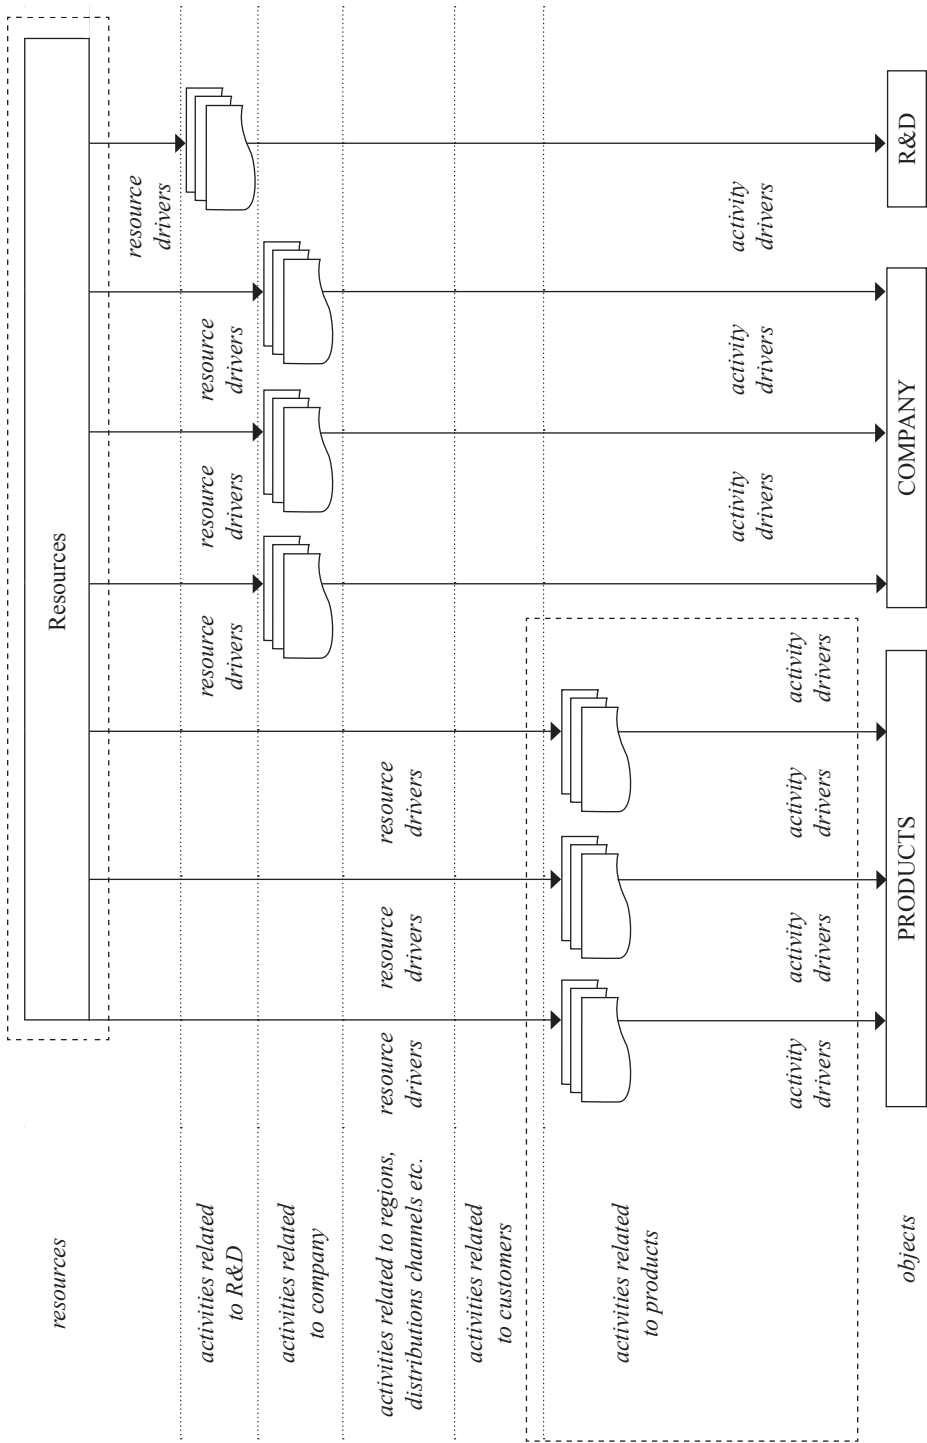 resources
Resources
resource
drivers
resource
drivers
resource
drivers
resource
drivers
activities related
to R&D
activities related
to company
activities related to regions,
distributions channels etc.
resource
drivers
resource
drivers
resource
drivers
activities related
to customers
activities related
to products
activity
drivers
activity
drivers
activity
drivers
activity
drivers
activity
drivers
activity
drivers
activity
drivers
objects
PRODUCTS
COMPANY
R&D